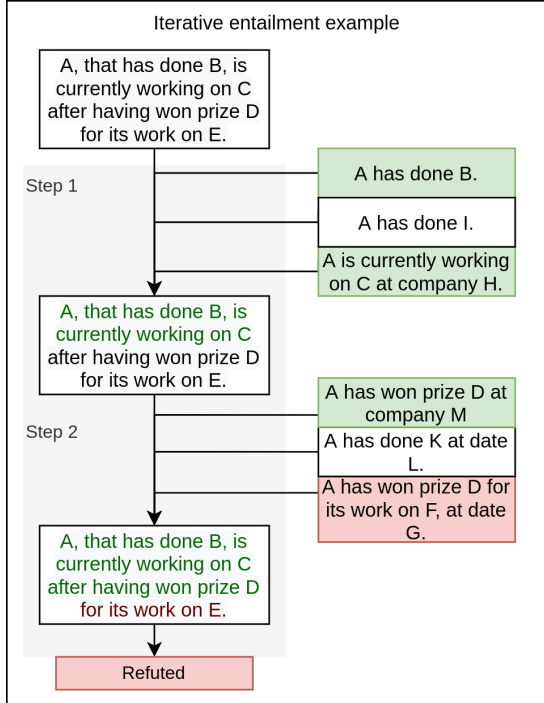 Iterative entailment example
A, that has done B, is
currently working on C
after having won prize D
for its work on E.
Step 1
A has done B.
A has done I.
A is currently working
on C at company H.
A, that has done B, is
currently working on C
after having won prize D
for its work on E.
Step 2
A has won prize D at
company M
A has done K at date
L.
A has won prize D for
its work on F, at date
G.
A, that has done B, is
currently working on C
after having won prize D
for its work on E.
Refuted